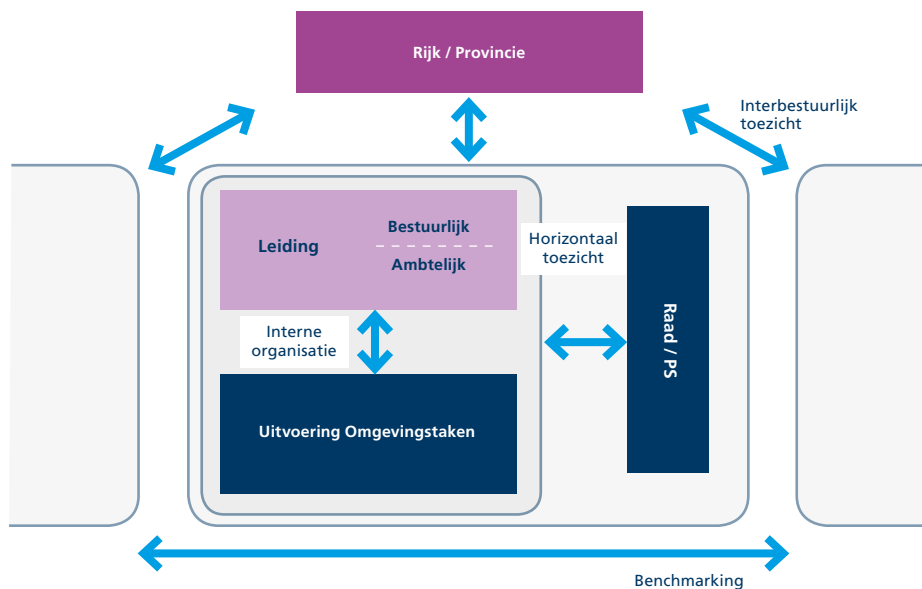 Rijk / Provincie
Interbestuurlijk
toezicht
Leiding
Bestuurlijk
Ambtelijk
Horizontaal
toezicht
Raad / PS
Interne
organisatie
Uitvoering Omgevingstaken
Benchmarking